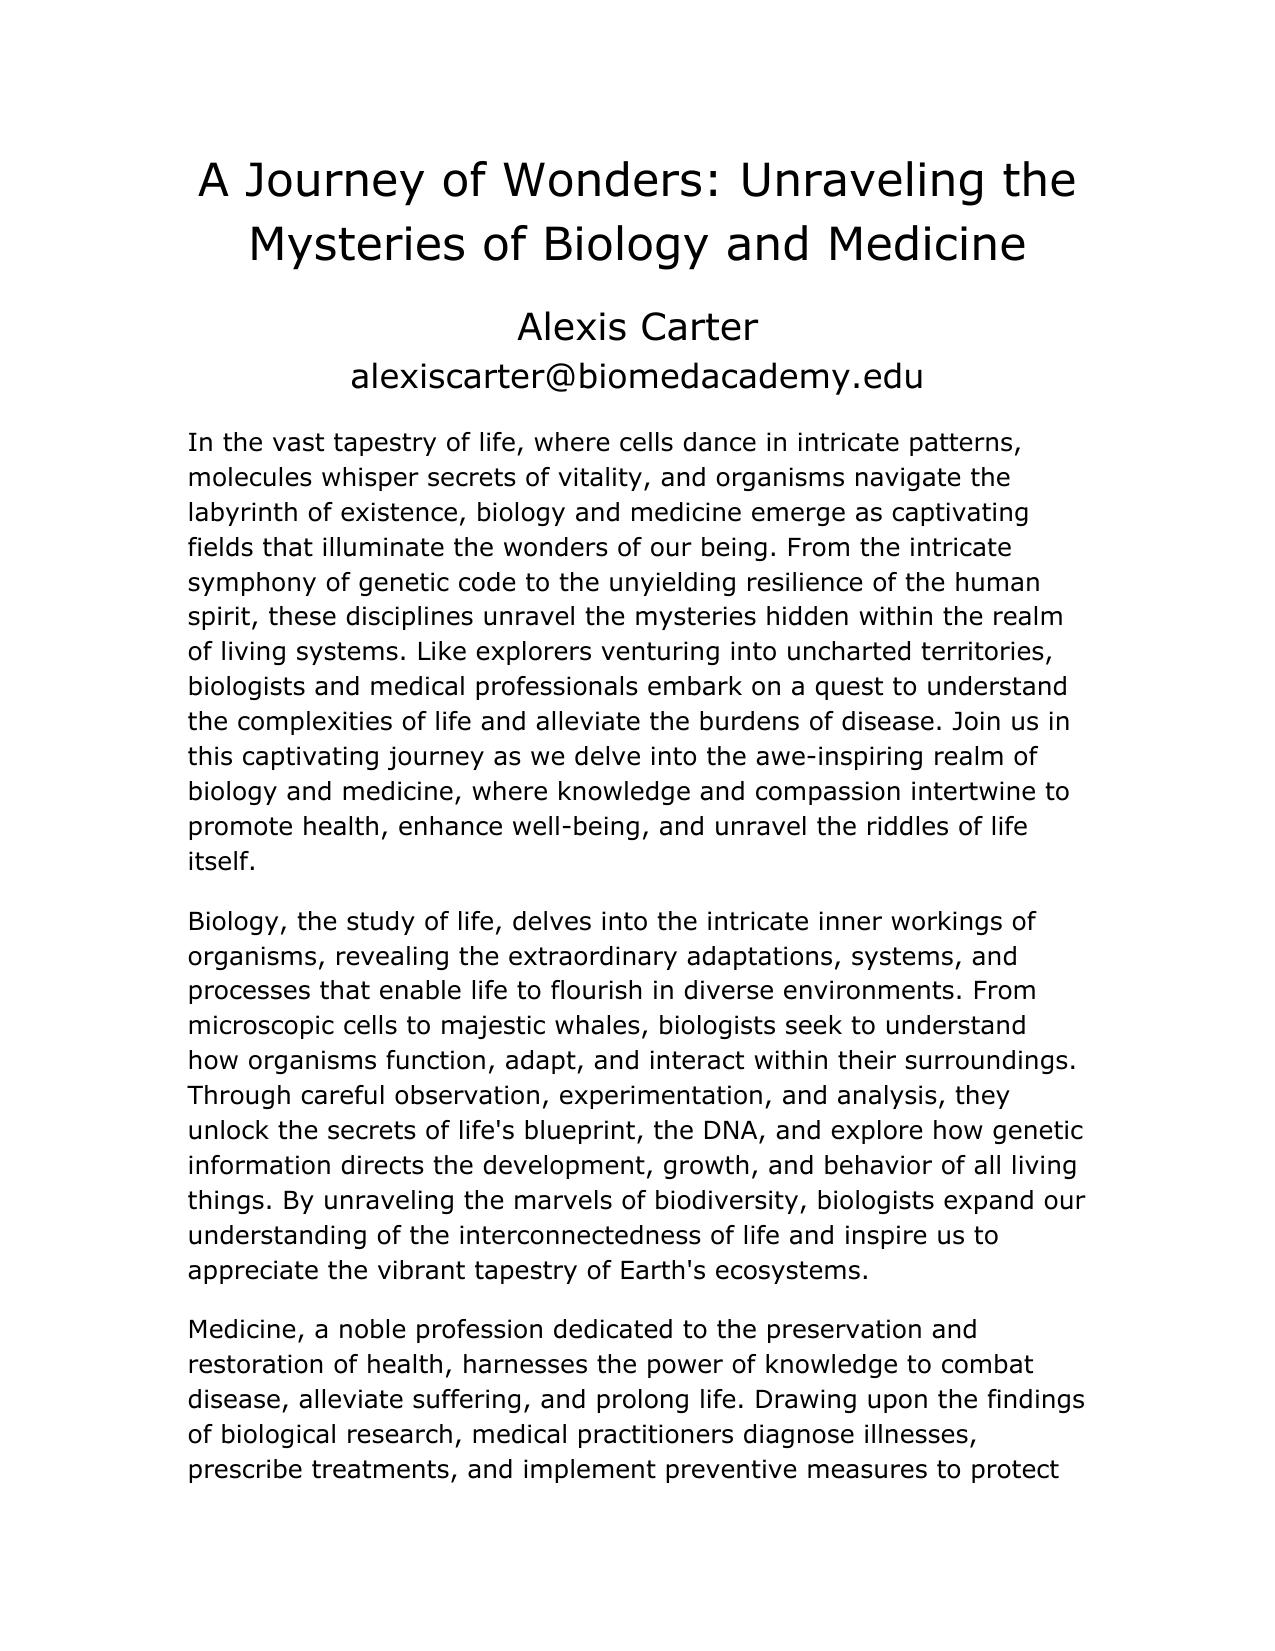 A Journey of Wonders: Unraveling the
Mysteries of Biology and Medicine
Alexis Carter
alexiscarter@biomedacademy.edu
In the vast tapestry of life, where cells dance in intricate patterns,
molecules whisper secrets of vitality, and organisms navigate the
labyrinth of existence, biology and medicine emerge as captivating
fields that illuminate the wonders of our being. From the intricate
symphony of genetic code to the unyielding resilience of the human
spirit, these disciplines unravel the mysteries hidden within the realm
of living systems. Like explorers venturing into uncharted territories,
biologists and medical professionals embark on a quest to understand
the complexities of life and alleviate the burdens of disease. Join us in
this captivating journey as we delve into the awe-inspiring realm of
biology and medicine, where knowledge and compassion intertwine to
promote health, enhance well-being, and unravel the riddles of life
itself.
Biology, the study of life, delves into the intricate inner workings of
organisms, revealing the extraordinary adaptations, systems, and
processes that enable life to flourish in diverse environments. From
microscopic cells to majestic whales, biologists seek to understand
how organisms function, adapt, and interact within their surroundings.
Through careful observation, experimentation, and analysis, they
unlock the secrets of life's blueprint, the DNA, and explore how genetic
information directs the development, growth, and behavior of all living
things. By unraveling the marvels of biodiversity, biologists expand our
understanding of the interconnectedness of life and inspire us to
appreciate the vibrant tapestry of Earth's ecosystems.
Medicine, a noble profession dedicated to the preservation and
restoration of health, harnesses the power of knowledge to combat
disease, alleviate suffering, and prolong life. Drawing upon the findings
of biological research, medical practitioners diagnose illnesses,
prescribe treatments, and implement preventive measures to protect